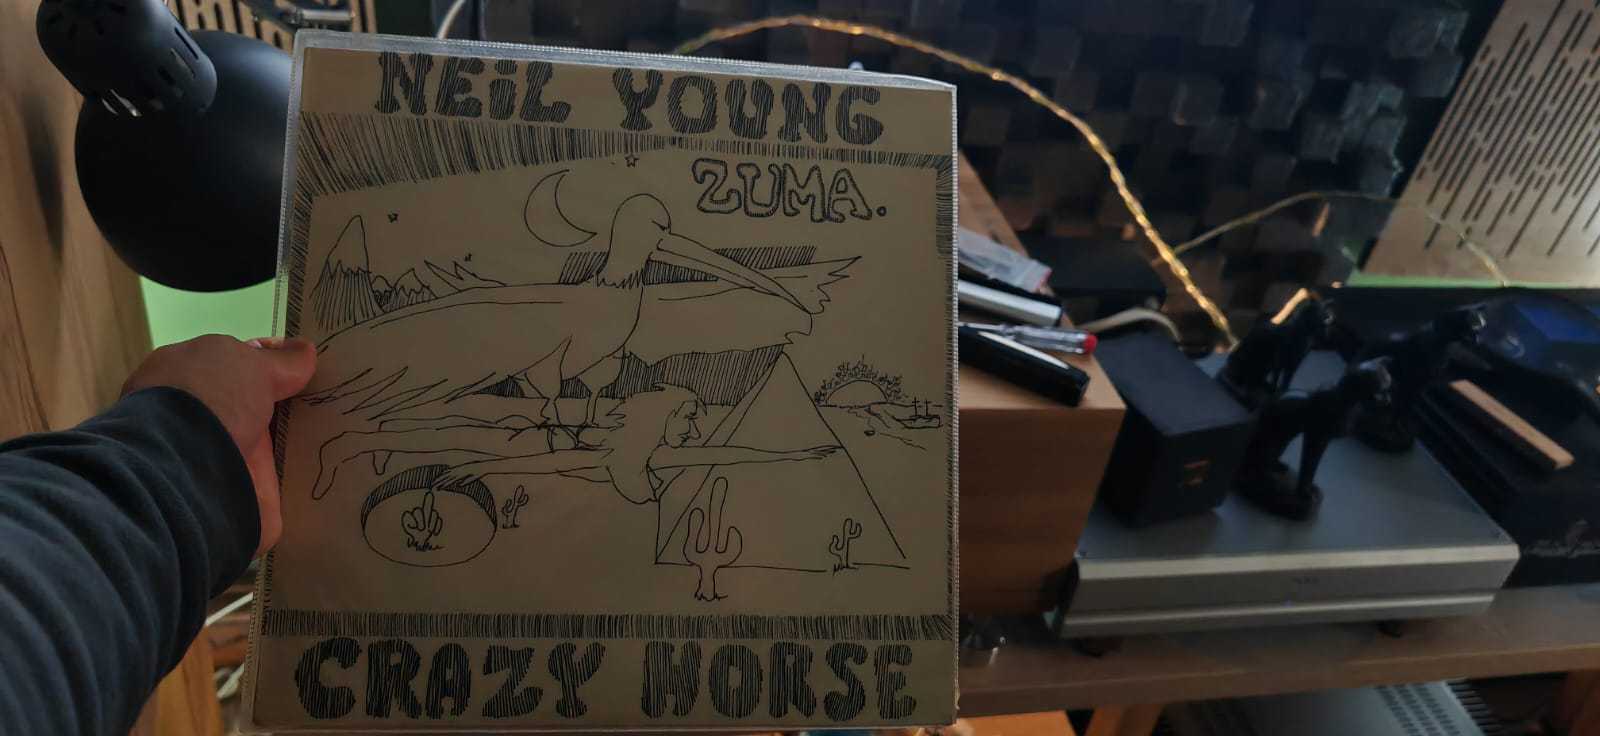 NEiL YOUNG
ZUMA.
CRAZY HORSE